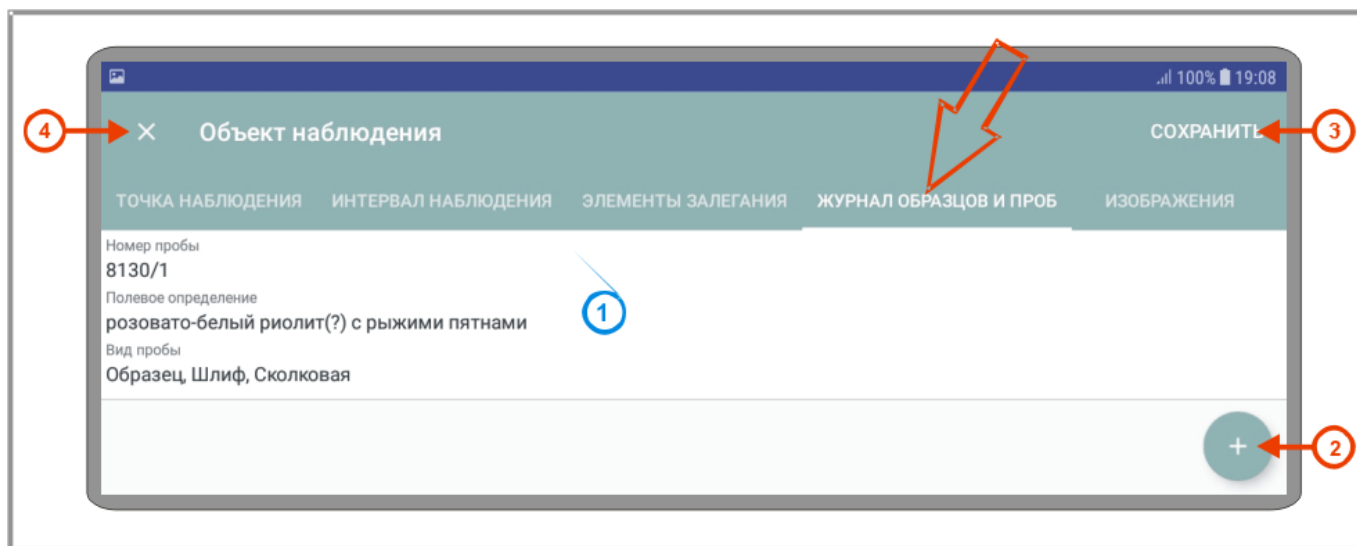 100% 19:08
4
Объект наблюдения
СОХРАНИТЬ
3
ТОЧКА НАБЛЮДЕНИЯ ИНТЕРВАЛ НАБЛЮДЕНИЯ ЭЛЕМЕНТЫ ЗАЛЕГАНИЯ ЖУРНАЛ ОБРАЗЦОВ И ПРОБ ИЗОБРАЖЕНИЯ
Номер пробы
8130/1
Полевое определение
розовато-белый риолит(?) с рыжими пятнами
1
Вид пробы
Образец, Шлиф, Сколковая
+
2